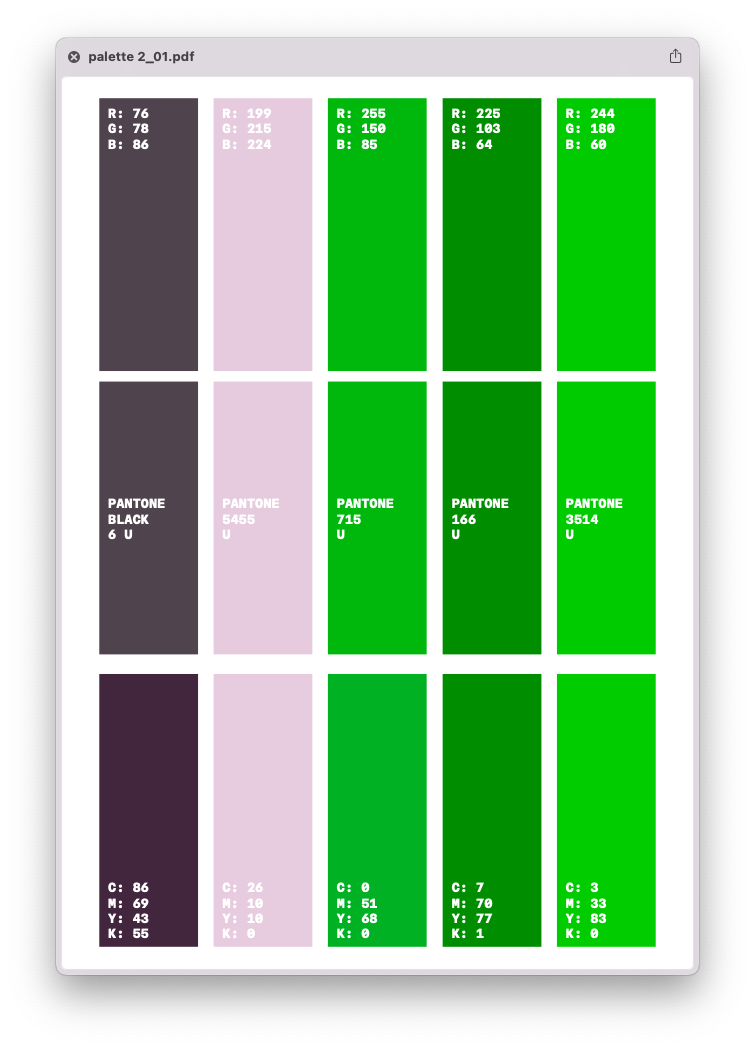 palette 2_01.pdf
R: 76
G: 78
B: 86
R: 199
G: 215
B: 224
R: 255
G: 150
B: 85
R: 225
G: 103
B: 64
R: 244
G: 180
B: 60
PANTONE
BLACK
6 U
PANTONE
5455
U
PANTONE
715
U
PANTONE
166
U
PANTONE
3514
U
C: 86
M: 69
Y: 43
K: 55
C: 26
M: 10
Y: 10
K: 0
C: 0
M: 51
Y: 68
K: 0
C: 7
M: 70
Y: 77
K: 1
C: 3
M: 33
Y: 83
K: 0